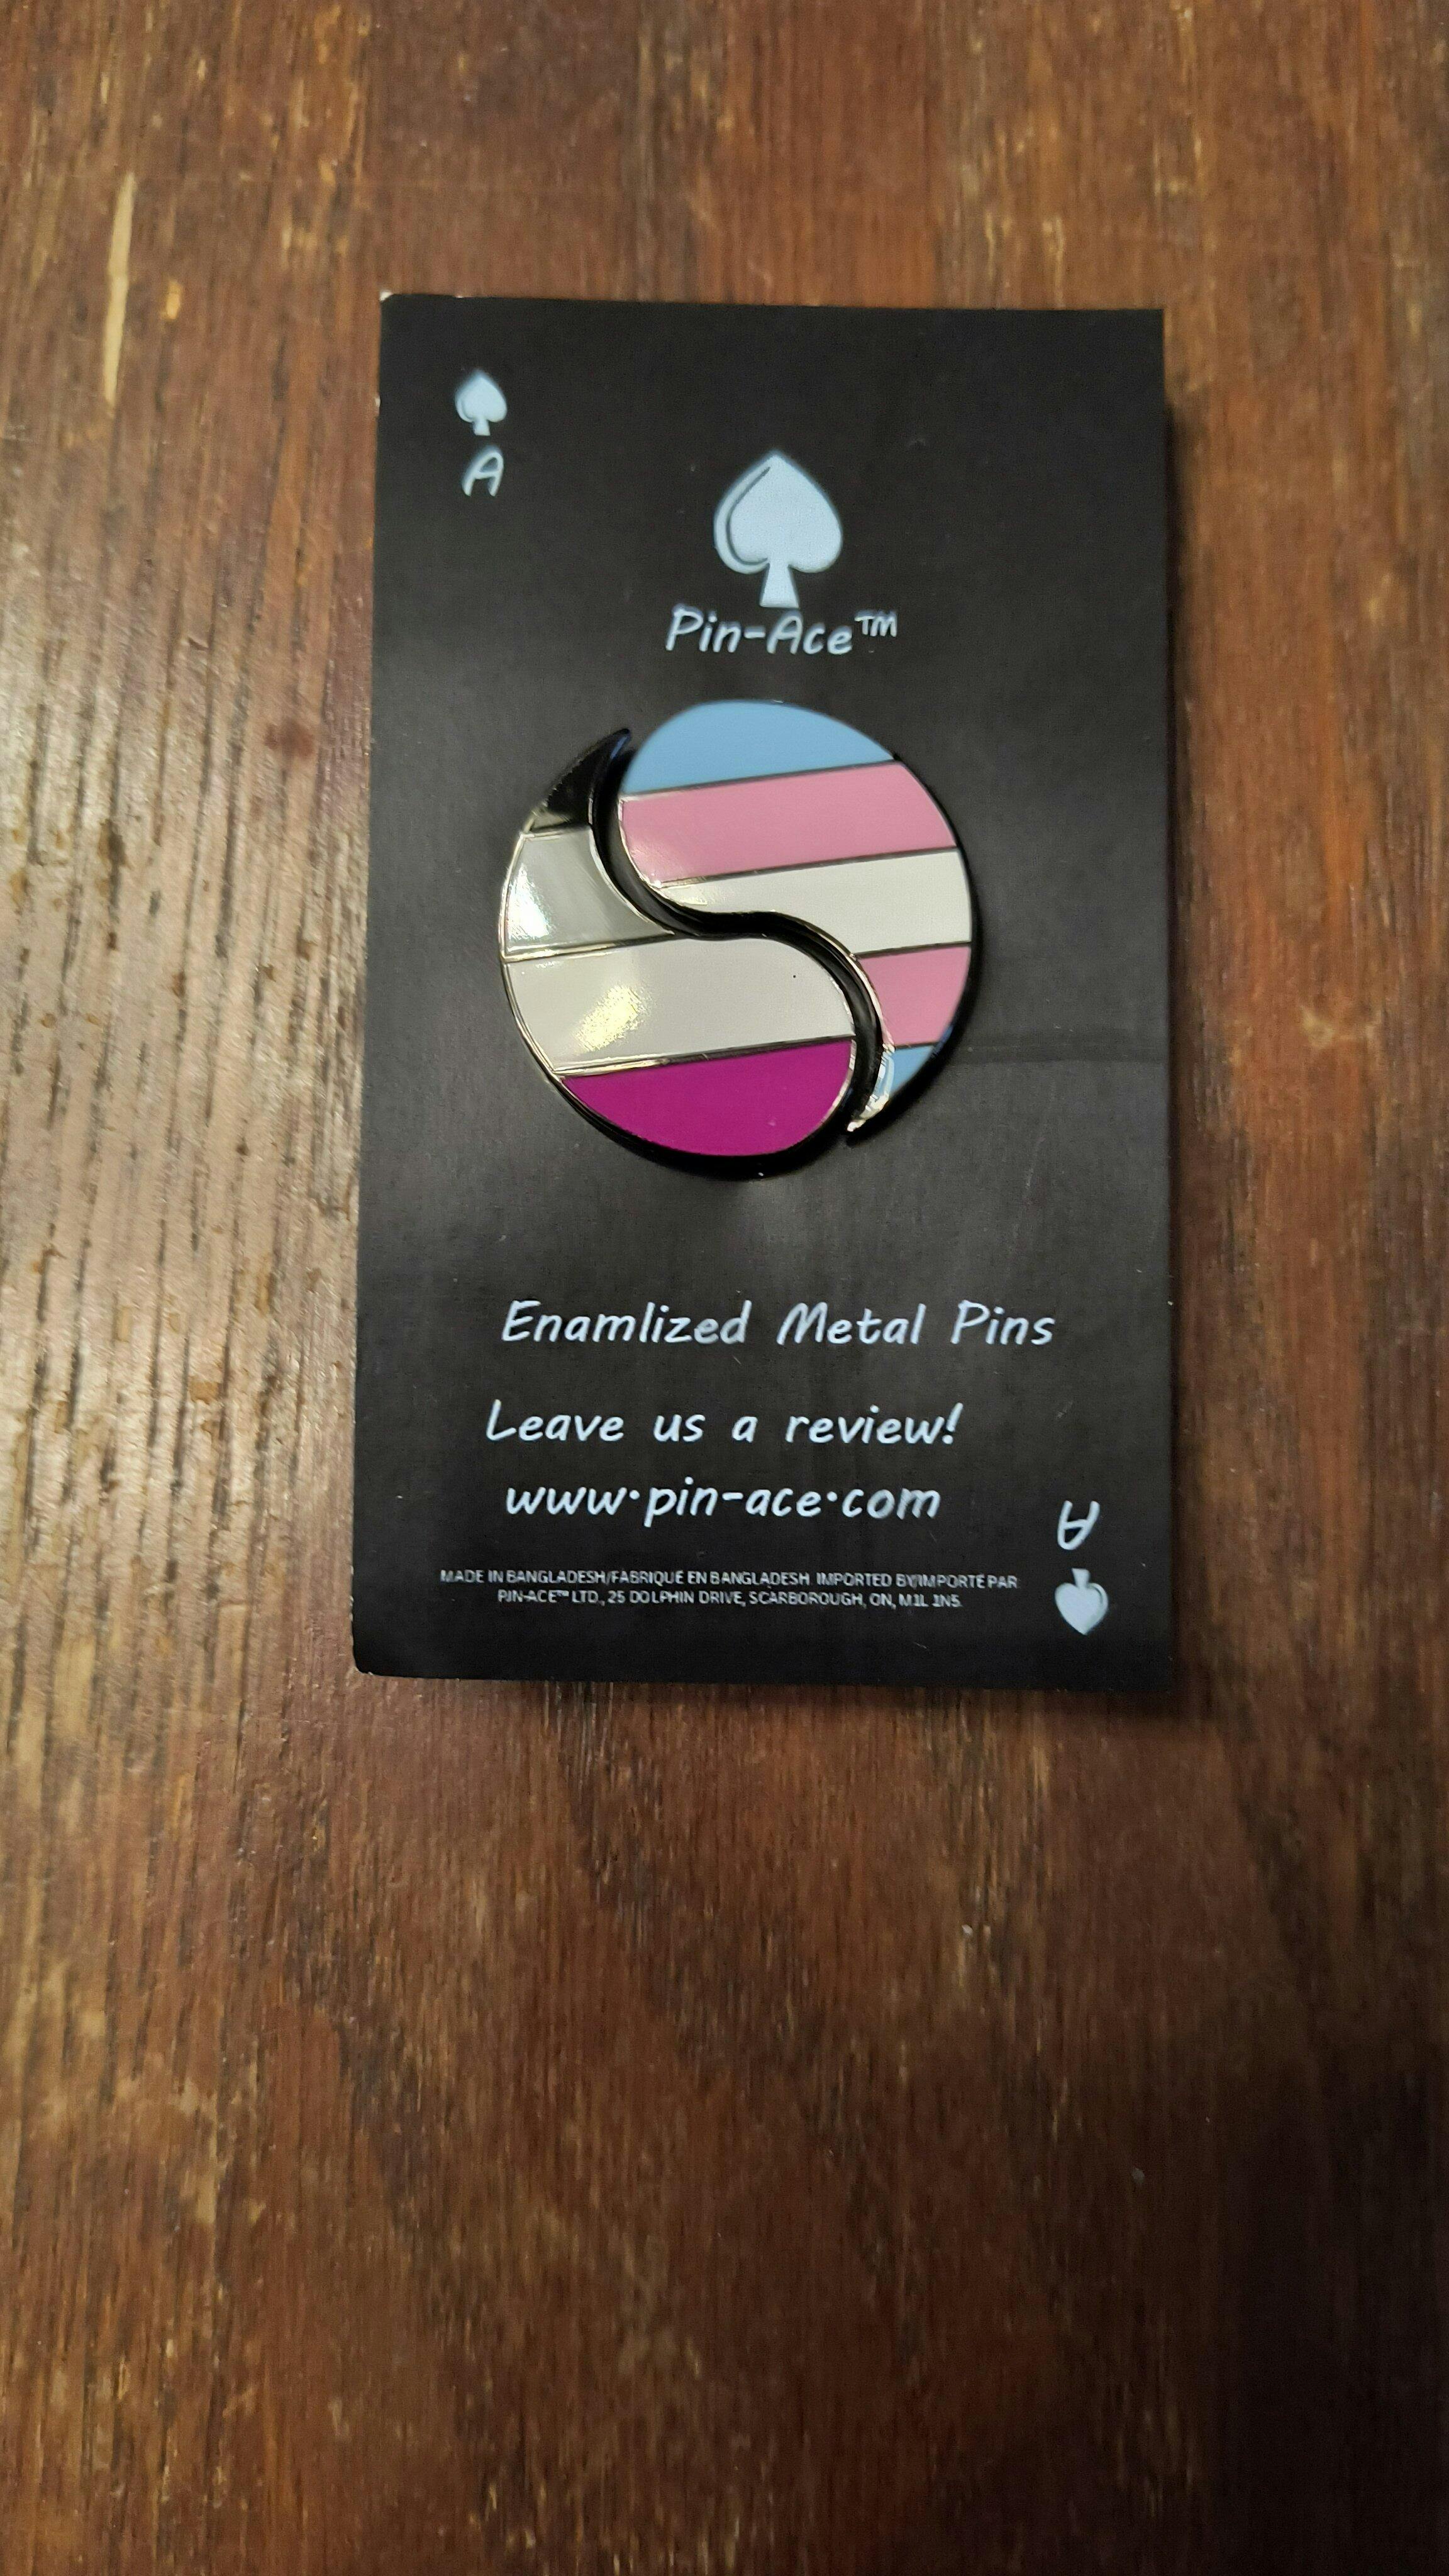 A
Pin-Ace™
Enamlized Metal Pins
Leave us a review!
www•pin-ace•com
A
MADE IN BANGLADESH/FABRIQUÉ EN BANGLADESH. IMPORTED BY/IMPORTÉ PAR
PIN-ACE™ LTD., 25 DOLPHIN DRIVE, SCARBOROUGH, ON, M1L 1N5.